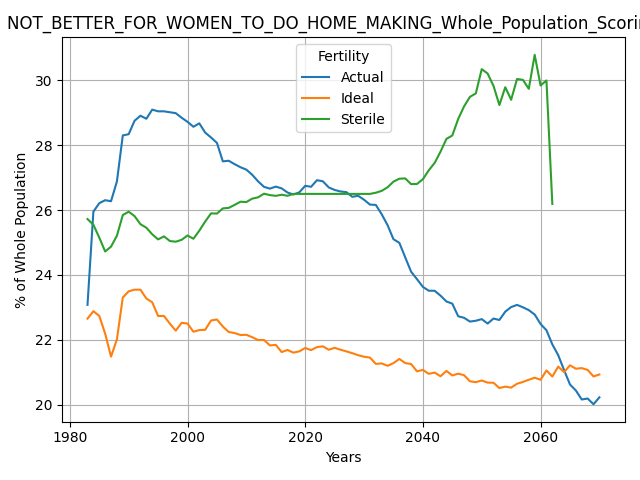 NOT_BETTER_FOR_WOMEN_TO_DO_HOME_MAKING_Whole_Population_Scorin
Fertility
Actual
Ideal
Sterile
% of Whole Population
30
28
26
24
22
20
1980
2000
2020
2040
2060
Years